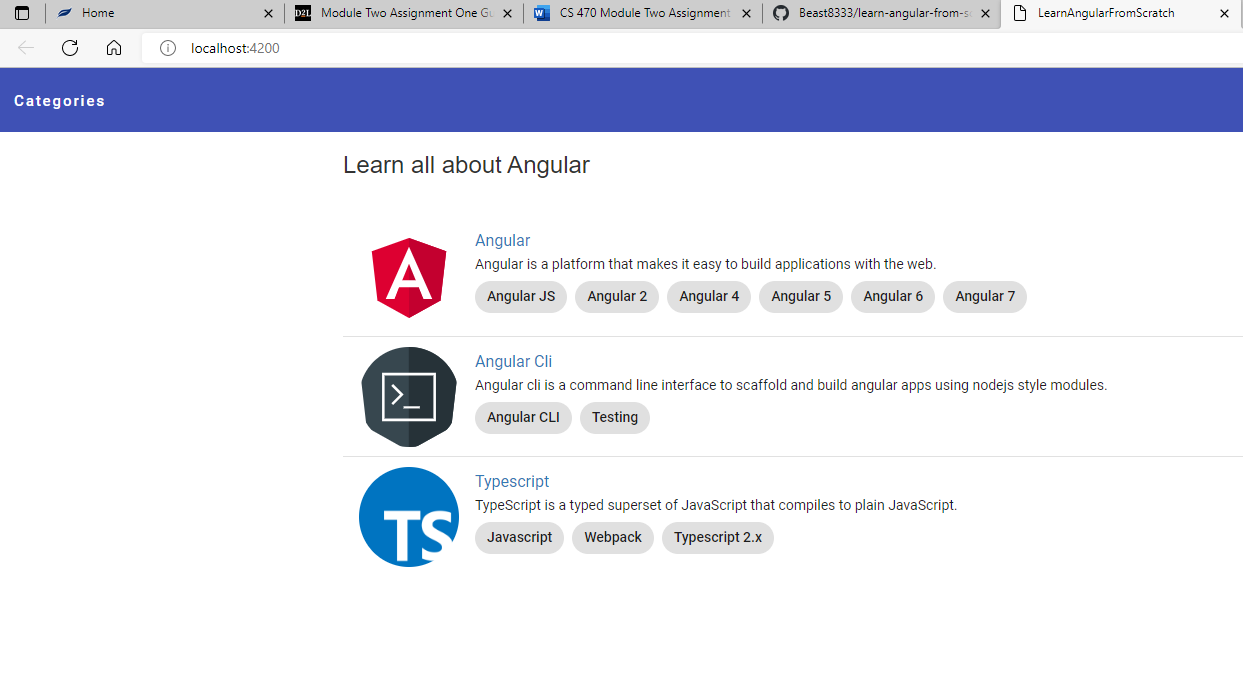 Home
Module Two Assignment One Gu
CS 470 Module Two Assignment
Beast8333/learn-angular-from-sc
LearnAngularFromScratch
localhost:4200
Categories
Learn all about Angular
A
Angular
Angular is a platform that makes it easy to build applications with the web.
Angular JS Angular 2 Angular 4 Angular 5 Angular 6 Angular 7
Angular Cli
Angular cli is a command line interface to scaffold and build angular apps using nodejs style modules.
Angular CLI Testing
TS
Typescript
TypeScript is a typed superset of JavaScript that compiles to plain JavaScript.
Javascript Webpack Typescript 2.x